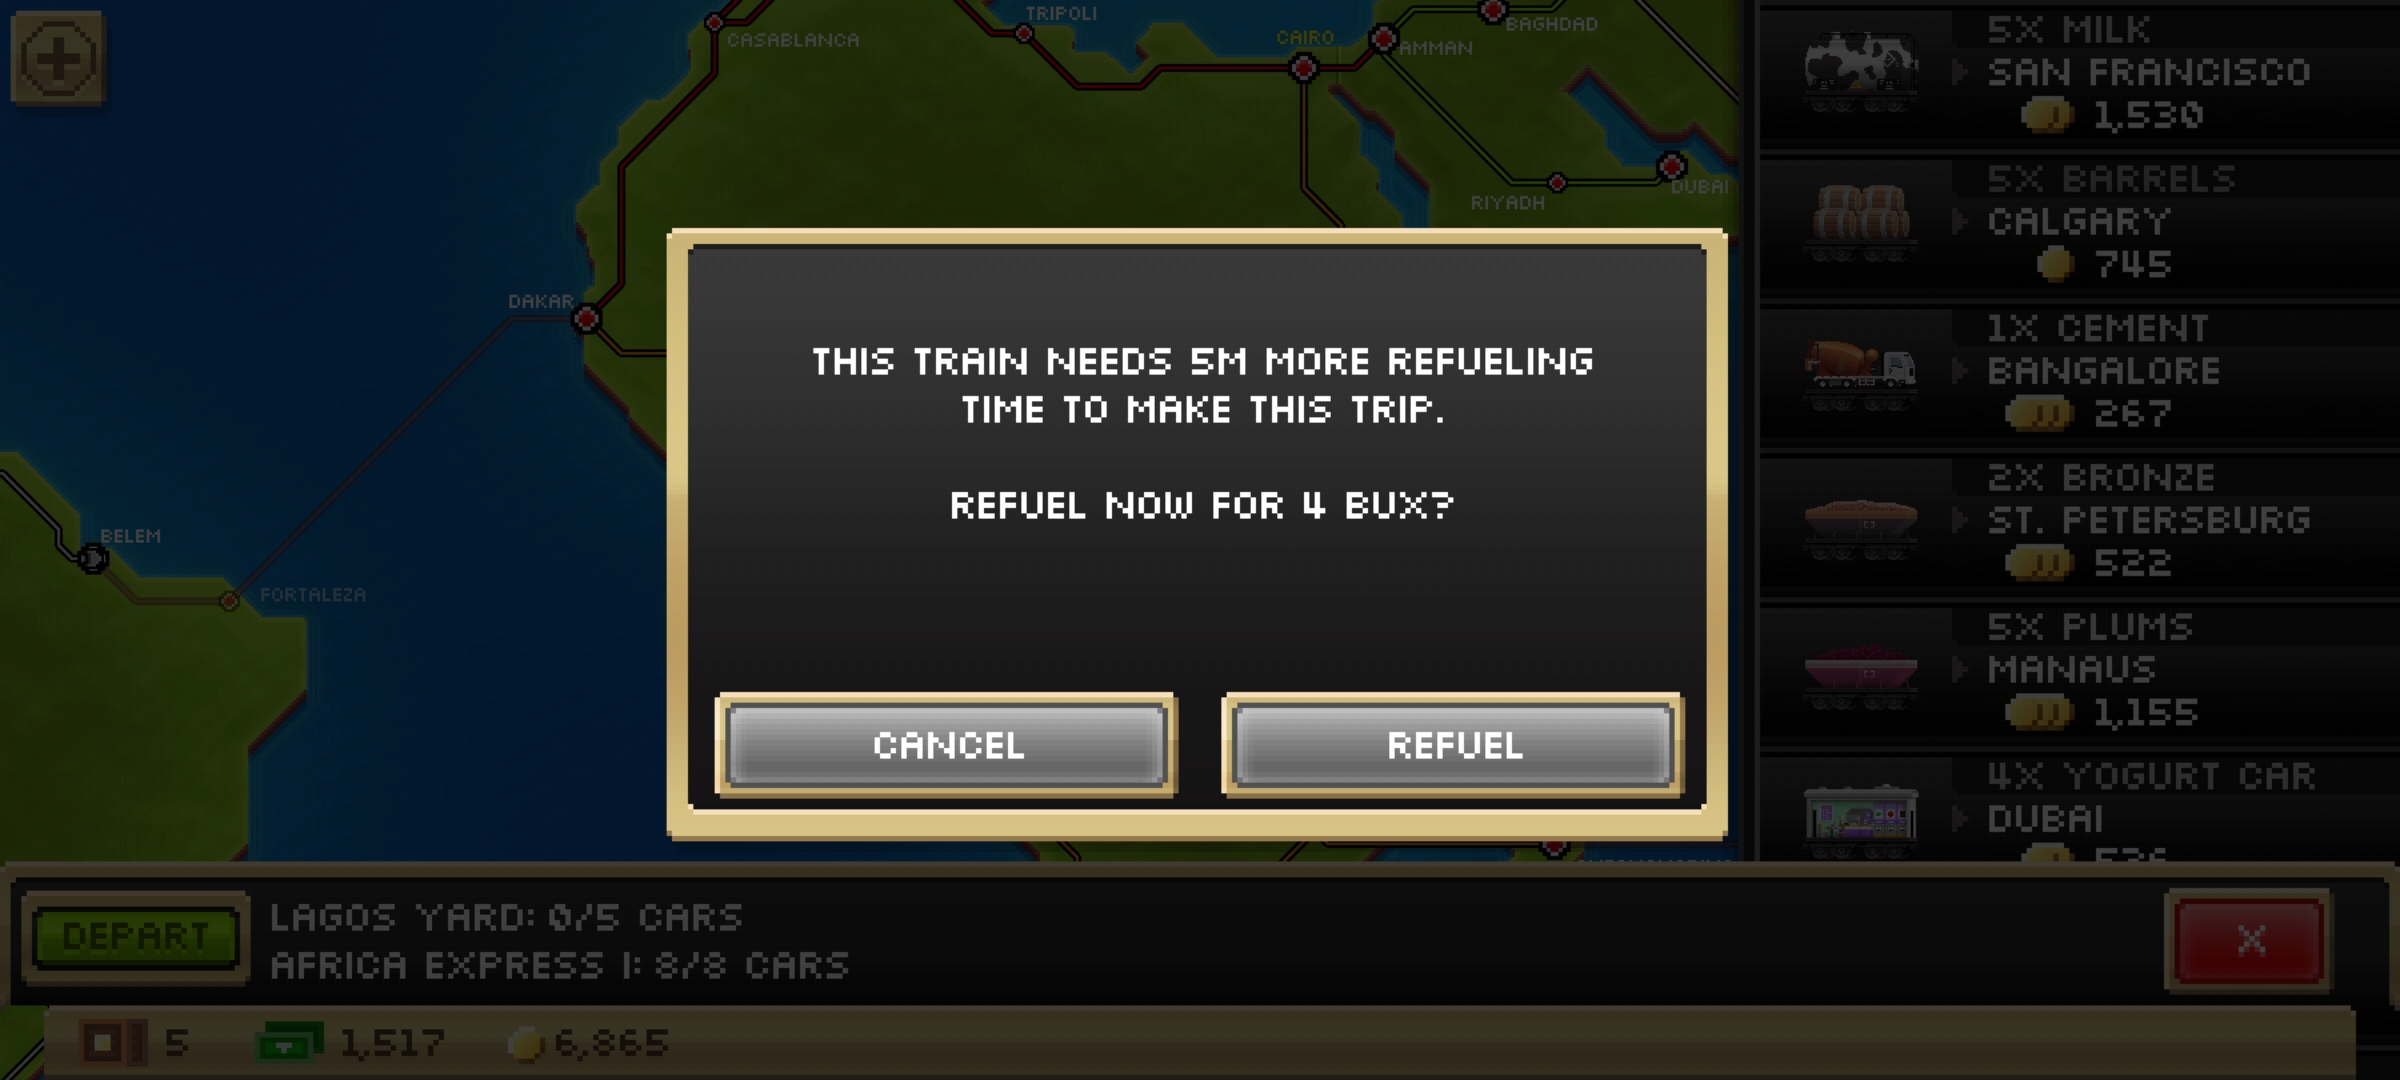 TRIPOLI
CASABLANCA
CAIRO
AMMAN
BAGHDAD
RIYADH
DUBAI
DAKAR
BELEM
FORTALEZA
THIS TRAIN NEEDS 5M MORE REFUELING
TIME TO MAKE THIS TRIP.
REFUEL NOW FOR 4 BUX?
CANCEL
REFUEL
5X MILK
SAN FRANCISCO
1,530
5X BARRELS
CALGARY
745
1X CEMENT
BANGALORE
267
2X BRONZE
ST. PETERSBURG
522
5X PLUMS
MANAUS
1,155
4X YOGURT CAR
DUBAI
DEPART
LAGOS YARD: 0/5 CARS
AFRICA EXPRESS I: 8/8 CARS
X
5
1,517
6,865